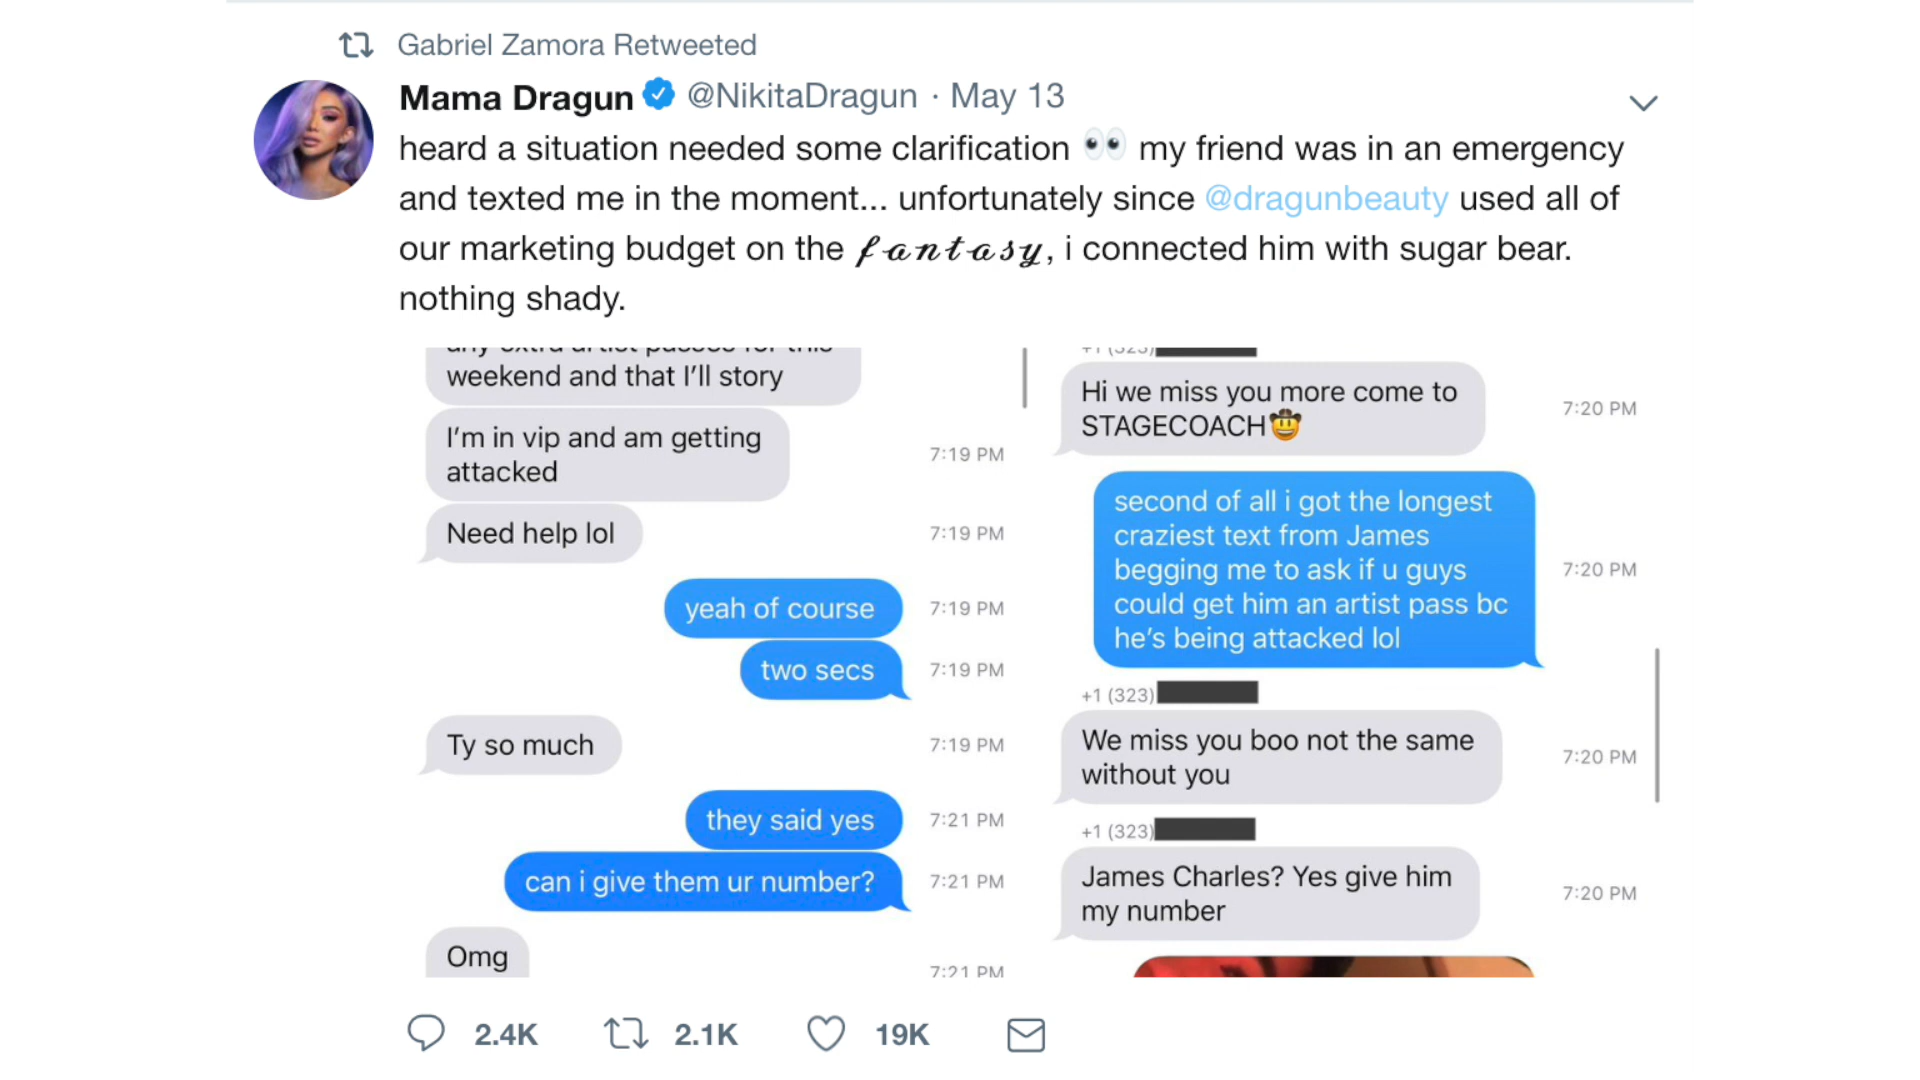 Gabriel Zamora Retweeted
Mama Dragun @NikitaDragun · May 13
heard a situation needed some clarification 👀 my friend was in an emergency
and texted me in the moment... unfortunately since @dragunbeauty used all of
our marketing budget on the 𝒻𝒶𝓃𝓉𝒶𝓈𝓎, i connected him with sugar bear.
nothing shady.
any extra artist passes for this
weekend and that I'll story
I'm in vip and am getting
attacked
7:19 PM
Need help lol
7:19 PM
yeah of course
7:19 PM
two secs
7:19 PM
Ty so much
7:19 PM
they said yes
7:21 PM
can i give them ur number?
7:21 PM
Omg
7:21 PM
+1 (323)
Hi we miss you more come to
STAGECOACH🤠
7:20 PM
second of all i got the longest
craziest text from James
begging me to ask if u guys
could get him an artist pass bc
he's being attacked lol
7:20 PM
+1 (323)
We miss you boo not the same
without you
7:20 PM
+1 (323)
James Charles? Yes give him
my number
7:20 PM
2.4K 2.1K 19K